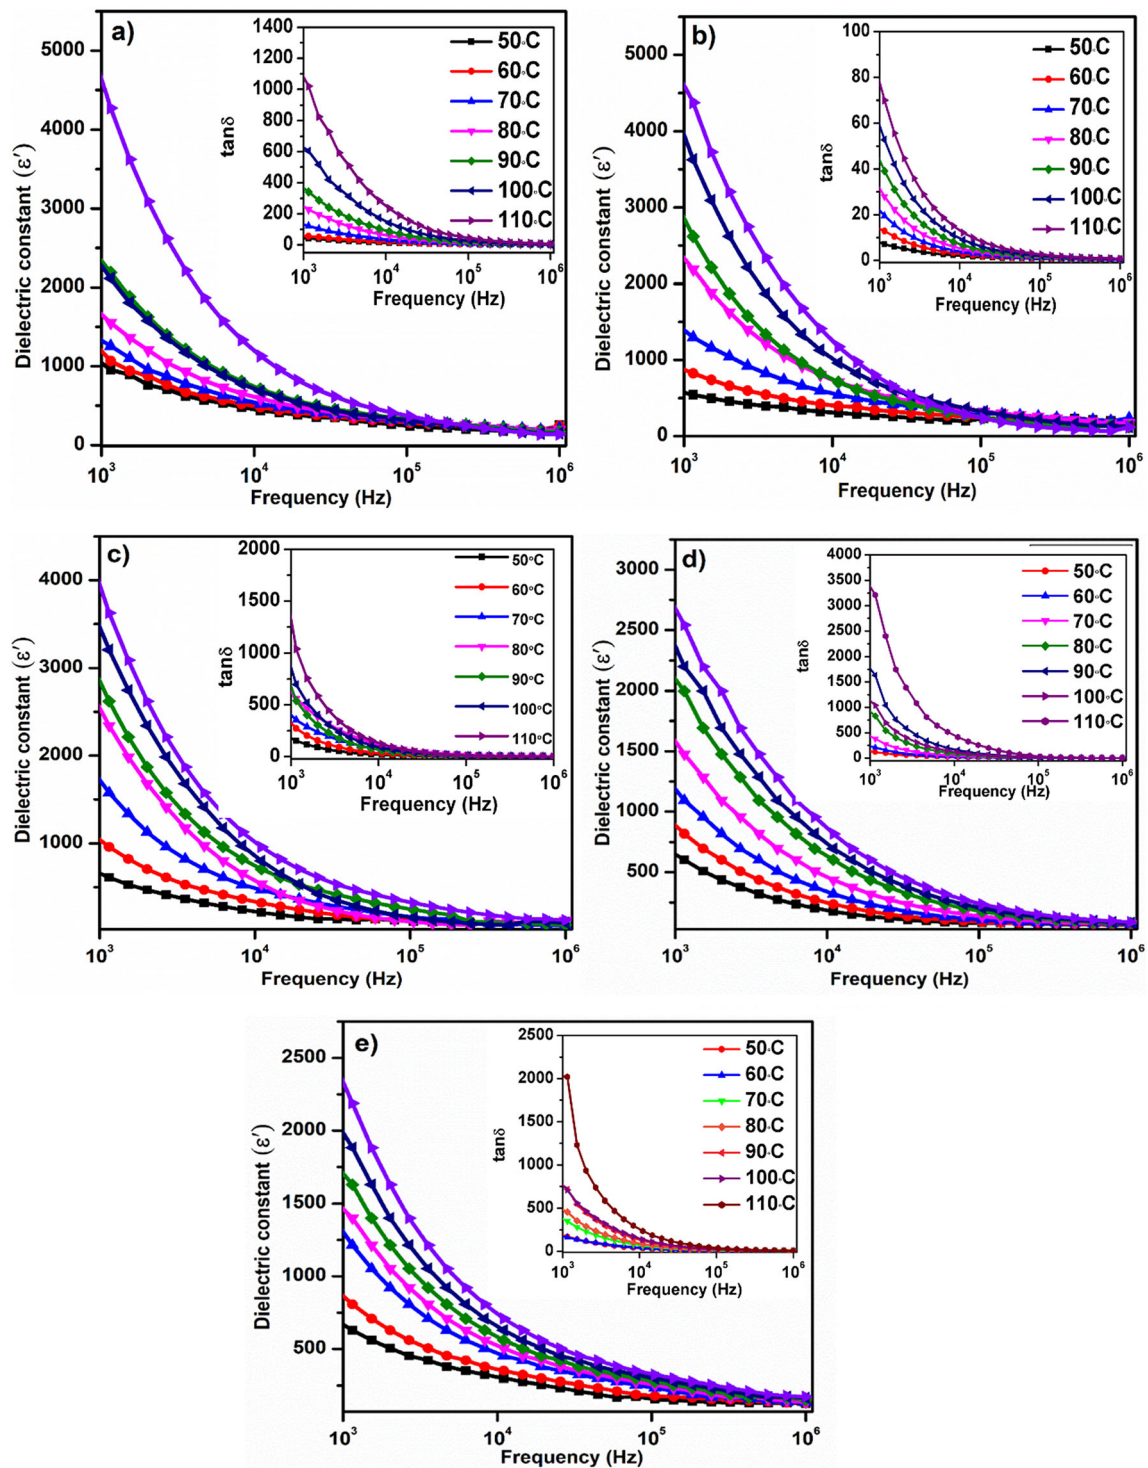 a)
Dielectric constant (ε′)
5000
4000
3000
2000
1000
0
10³ 10⁴ 10⁵ 10⁶
Frequency (Hz)
tanδ
1400
1200
1000
800
600
400
200
0
10³ 10⁴ 10⁵ 10⁶
Frequency (Hz)
50◦C
60◦C
70◦C
80◦C
90◦C
100◦C
110◦C
b)
Dielectric constant (ε′)
5000
4000
3000
2000
1000
0
10³ 10⁴ 10⁵ 10⁶
Frequency (Hz)
tanδ
100
80
60
40
20
0
10³ 10⁴ 10⁵ 10⁶
Frequency (Hz)
50◦C
60◦C
70◦C
80◦C
90◦C
100◦C
110◦C
c)
Dielectric constant (ε′)
4000
3000
2000
1000
10³ 10⁴ 10⁵ 10⁶
Frequency (Hz)
tanδ
2000
1500
1000
500
0
10³ 10⁴ 10⁵ 10⁶
Frequency (Hz)
50°C
60°C
70°C
80°C
90°C
100°C
110°C
d)
Dielectric constant (ε′)
3000
2500
2000
1500
1000
500
10³ 10⁴ 10⁵ 10⁶
Frequency (Hz)
tanδ
4000
3500
3000
2500
2000
1500
1000
500
0
10³ 10⁴ 10⁵ 10⁶
Frequency (Hz)
50◦C
60◦C
70◦C
80◦C
90◦C
100◦C
110◦C
e)
Dielectric constant (ε′)
2500
2000
1500
1000
500
10³ 10⁴ 10⁵ 10⁶
Frequency (Hz)
tanδ
2500
2000
1500
1000
500
0
10³ 10⁴ 10⁵ 10⁶
Frequency (Hz)
50◦C
60◦C
70◦C
80◦C
90◦C
100◦C
110◦C